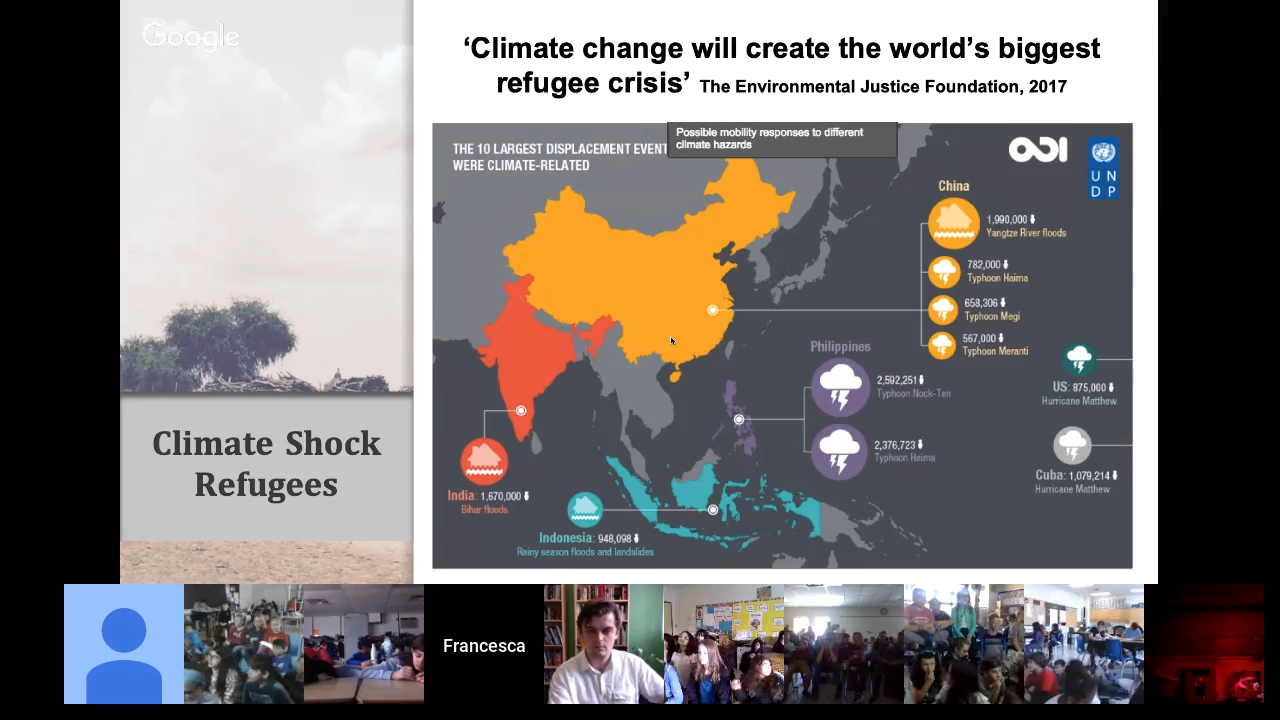 Google
‘Climate change will create the world’s biggest
refugee crisis’ The Environmental Justice Foundation, 2017
THE 10 LARGEST DISPLACEMENT EVENT
WERE CLIMATE-RELATED
Possible mobility responses to different
climate hazards
ODI
UN
DP
China
1,990,000
Yangtze River floods
782,000
Typhoon Haima
658,306
Typhoon Megi
567,000
Typhoon Meranti
Philippines
2,592,251
Typhoon Nock-Ten
2,376,723
Typhoon Haima
US: 875,000
Hurricane Matthew
Cuba: 1,079,214
Hurricane Matthew
India: 1,670,000
Bihar floods
Indonesia: 948,098
Rainy season floods and landslides
Climate Shock
Refugees
Francesca